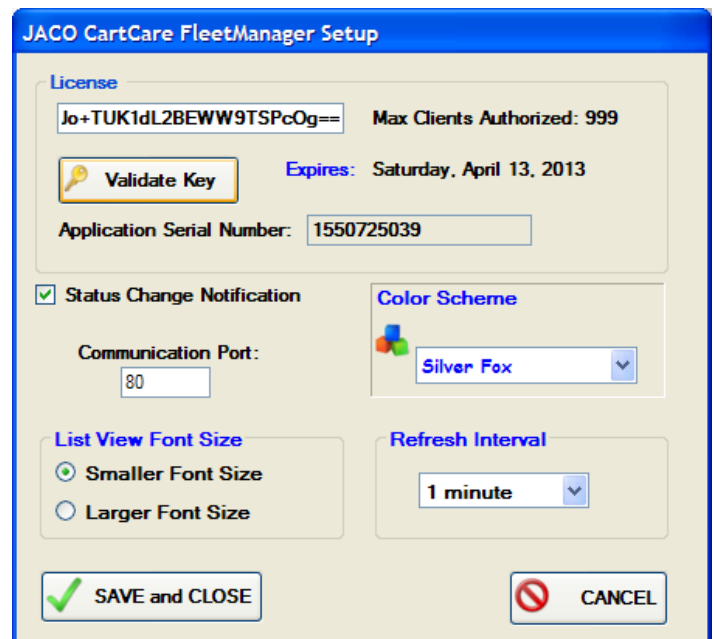 JACO CartCare FleetManager Setup
License
Jo+TUK1dL2BEWW9TSPcOg==
Max Clients Authorized: 999
Validate Key
Expires: Saturday, April 13, 2013
Application Serial Number: 1550725039
Status Change Notification
Color Scheme
Communication Port:
80
Silver Fox
List View Font Size
Smaller Font Size
Larger Font Size
Refresh Interval
1 minute
SAVE and CLOSE
CANCEL